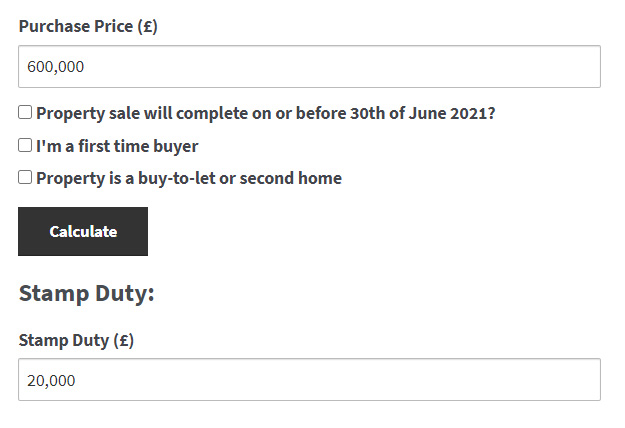 Purchase Price (£)
600,000
Property sale will complete on or before 30th of June 2021?
I'm a first time buyer
Property is a buy-to-let or second home
Calculate
Stamp Duty:
Stamp Duty (£)
20,000